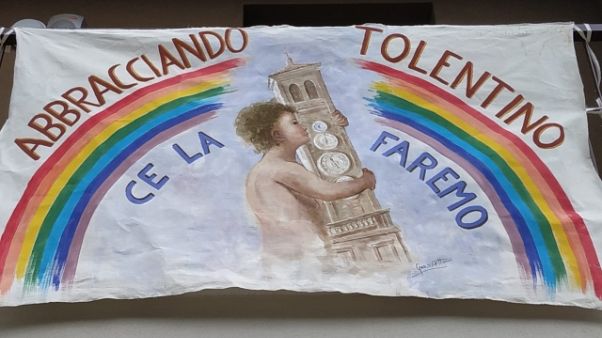 ABBRACCIANDO TOLENTINO
CE LA FAREMO